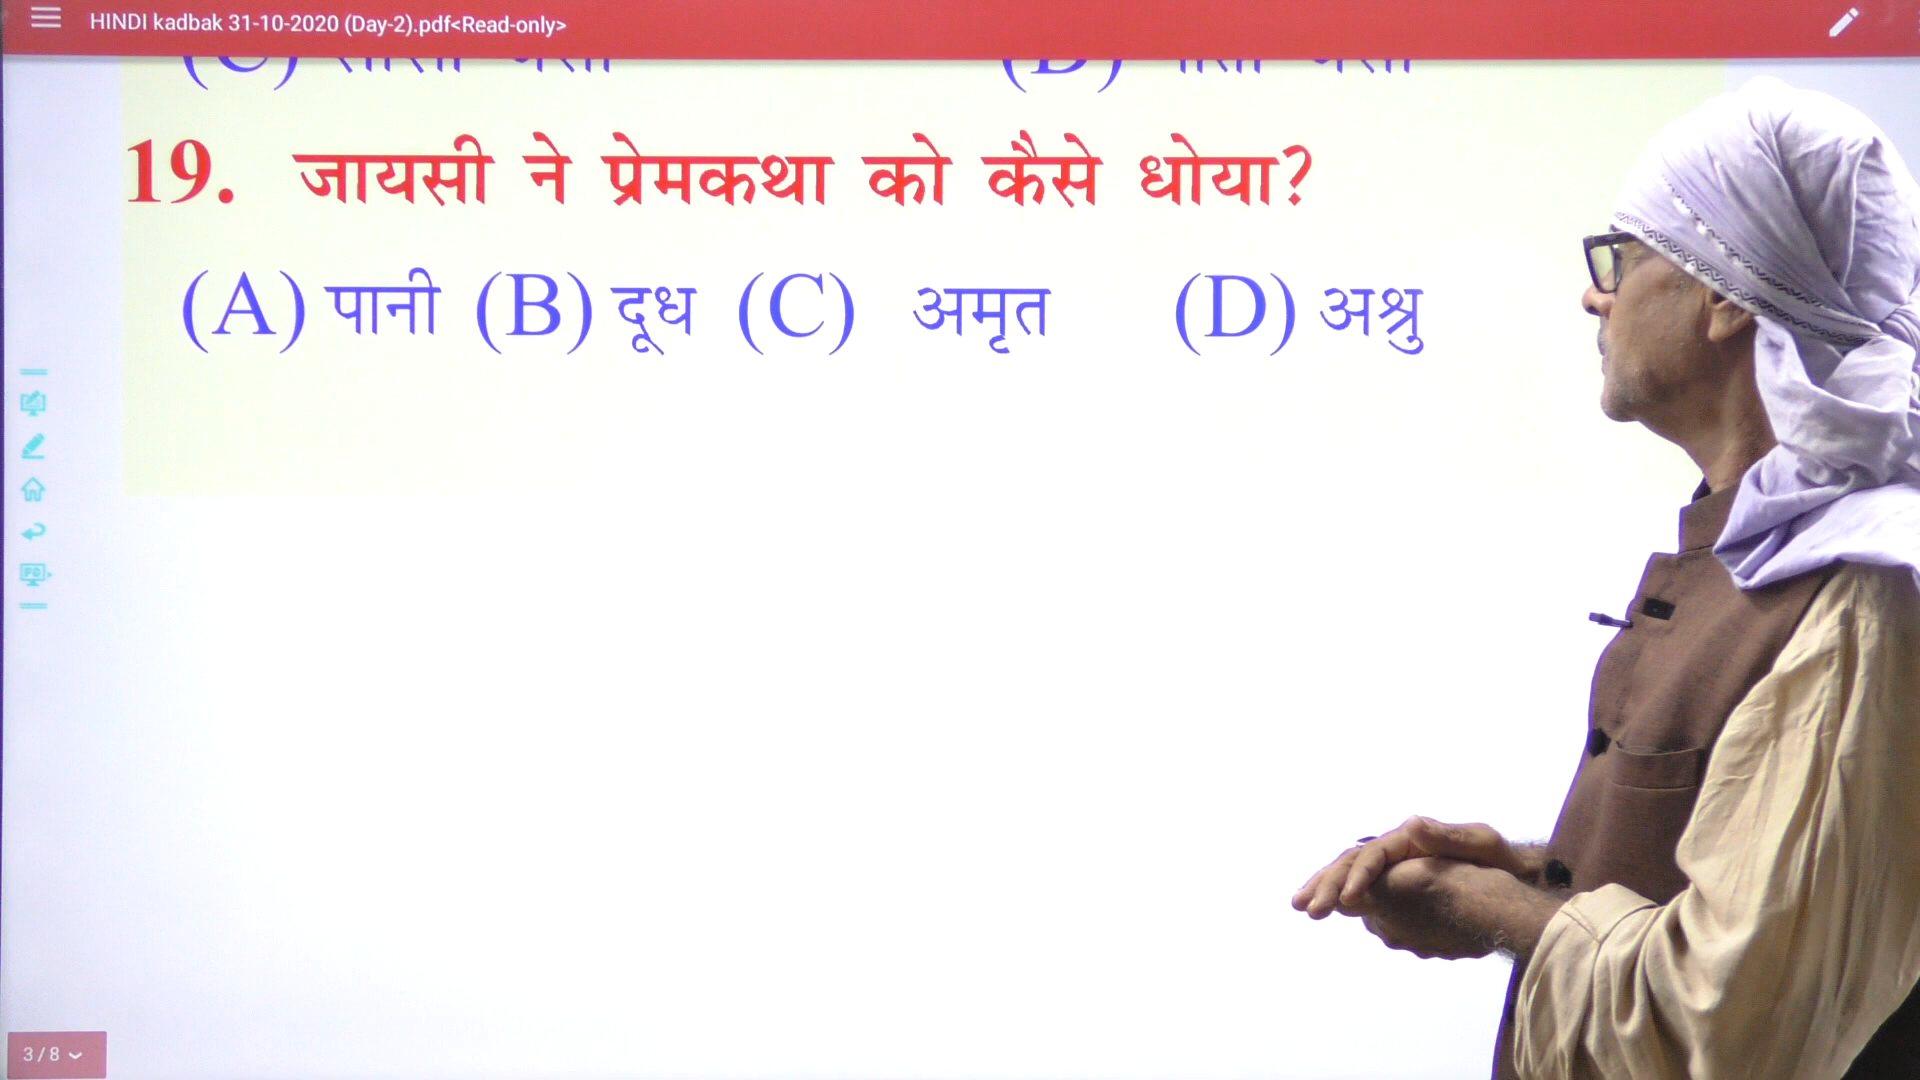 HINDI kadbak 31-10-2020 (Day-2).pdf<Read-only>
19. जायसी ने प्रेमकथा को कैसे धोया?
(A) पानी (B) दूध (C) अमृत (D) अश्रु
3 / 8